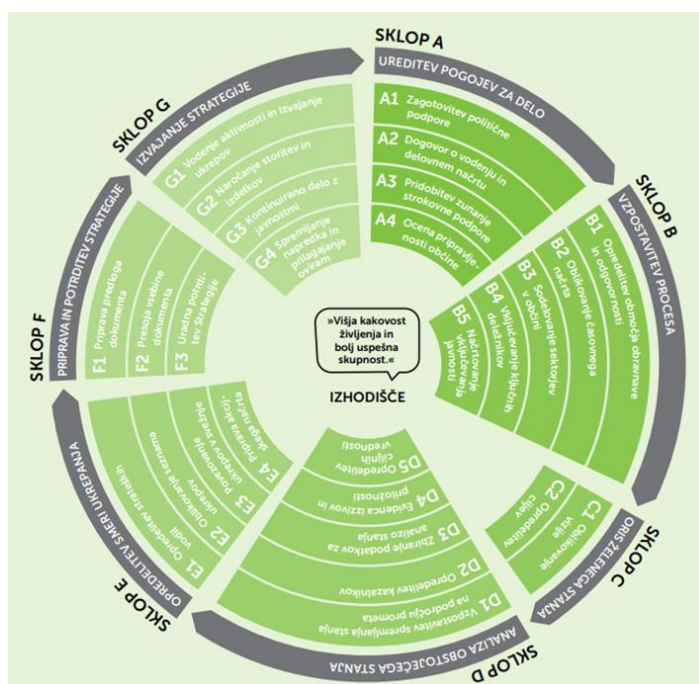 SKLOP A
UREDITEV POGOJEV ZA DELO
A1 Zagotovitev politične
podpore
A2 Dogovor o vodenju in
delovnem načrtu
A3 Pridobitev zunanje
strokovne podpore
A4 Ocena pripravlje-
nosti občine
SKLOP B
VZPOSTAVITEV PROCESA
B1 Opredelitev območja obravnave
in odgovornosti
B2 Oblikovanje časovnega
načrta
B3 Sodelovanje sektorjev
v občini
B4 Vključevanje ključnih
deležnikov
B5 Načrtovanje
vključevanja
javnosti
SKLOP C
ORIS ŽELENEGA STANJA
C1 Oblikovanje
vizije
C2 Opredelitev
ciljev
SKLOP D
ANALIZA OBSTOJEČEGA STANJA
D1 Vzpostavitev spremljanja stanja
na področju prometa
D2 Opredelitev kazalnikov
D3 Zbiranje podatkov za
analizo stanja
D4 Evidenca izzivov in
priložnosti
D5 Opredelitev
ciljnih
vrednosti
SKLOP E
OPREDELITEV SMERI UKREPANJA
E1 Opredelitev strateških
vodil
E2 Oblikovanje seznama
ukrepov
E3 Povezovanje
ukrepov v svežnje
E4 Priprava akcij-
skega načrta
SKLOP F
PRIPRAVA IN POTRDITEV STRATEGIJE
F1 Priprava predloga
dokumenta
F2 Presoja vsebine
dokumenta
F3 Uradna potrdi-
tev Strategije
SKLOP G
IZVAJANJE STRATEGIJE
G1 Vodenje aktivnosti in izvajanje
ukrepov
G2 Naročanje storitev in
izdelkov
G3 Kontinuirano delo z
javnostmi
G4 Spremljanje
napredka in
prilagajanje
oviram
»Višja kakovost
življenja in
bolj uspešna
skupnost.«
IZHODIŠČE